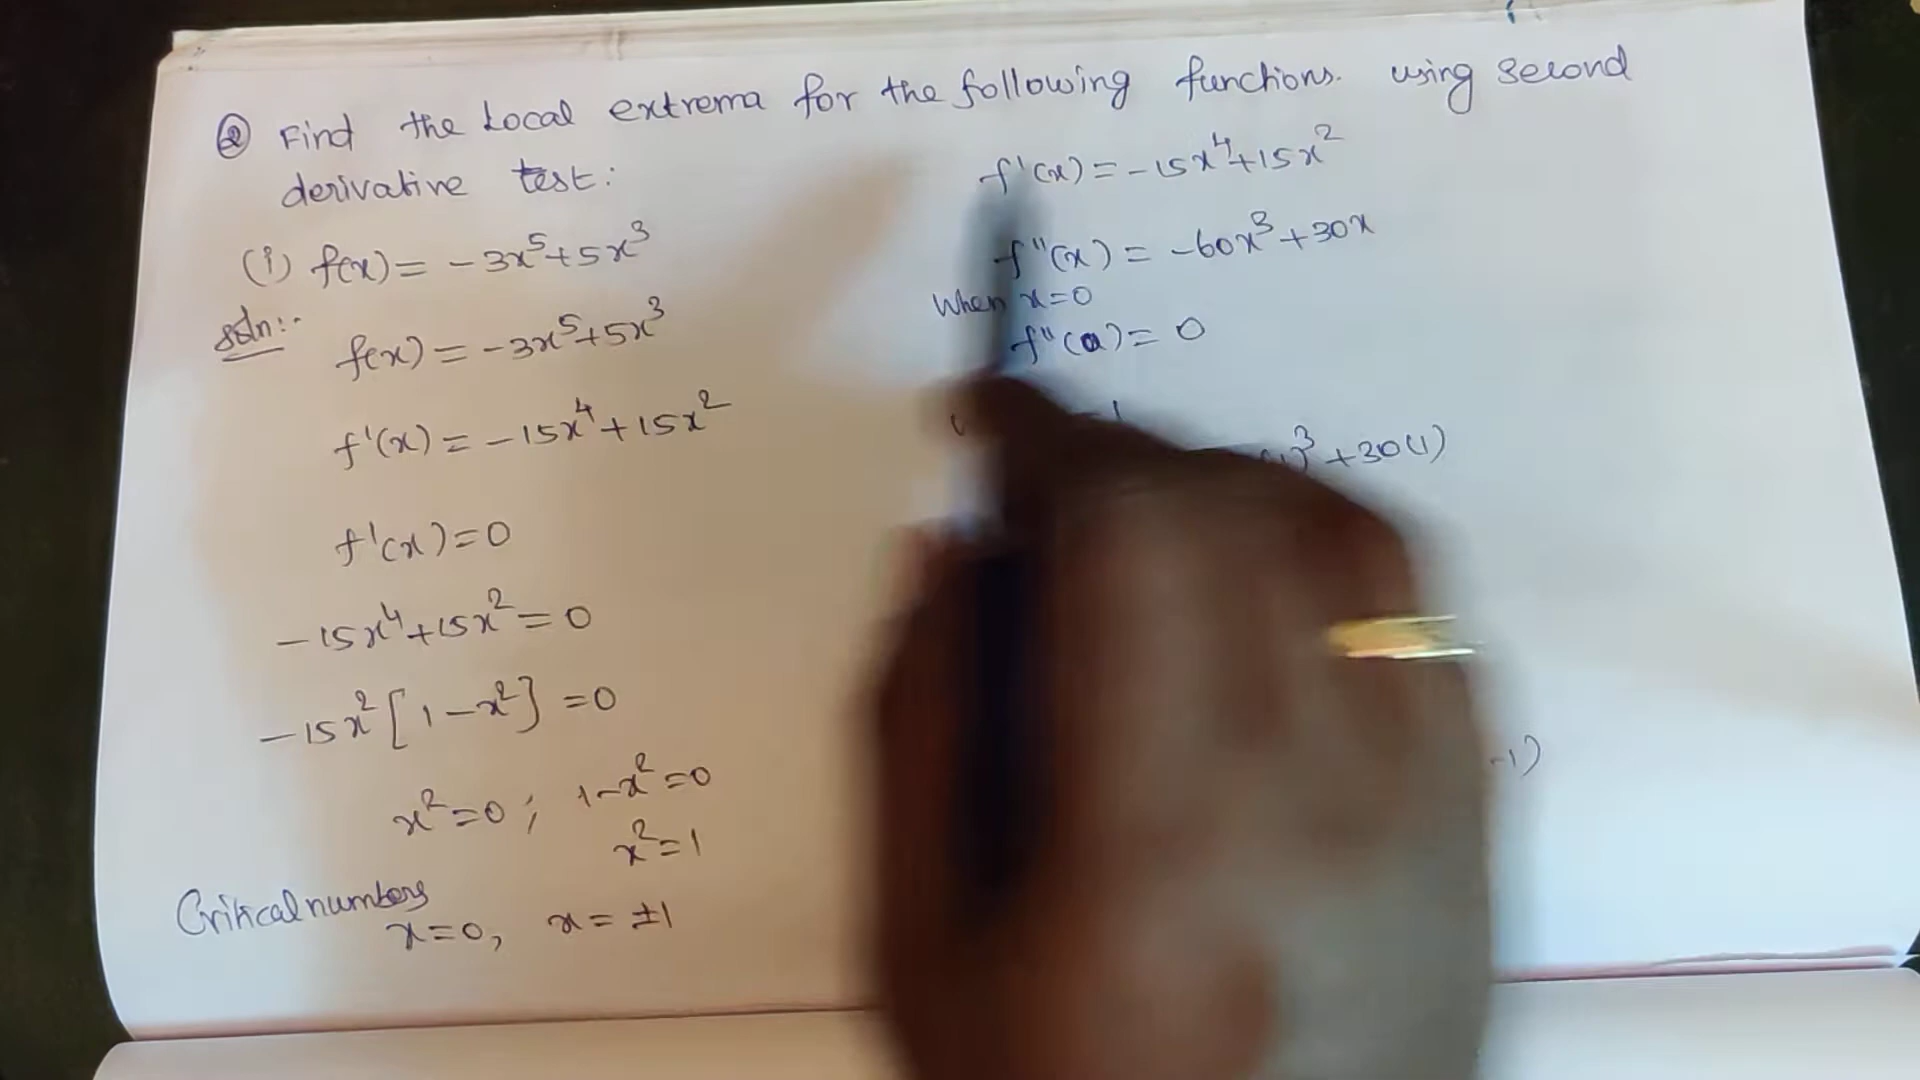 ② Find the Local extrema for the following functions. using second
derivative test:
(i) f(x) = -3x⁵+5x³
Soln:-
f(x) = -3x⁵+5x³
f'(x) = -15x⁴+15x²
f'(x)=0
-15x⁴+15x²=0
-15x²[1-x²]=0
x²=0; 1-x²=0
x²=1
Critical numbers
x=0, x=±1
f'(x)=-15x⁴+15x²
f''(x) = -60x³+30x
When x=0
f''(0)=0
³+30(1)
-1)